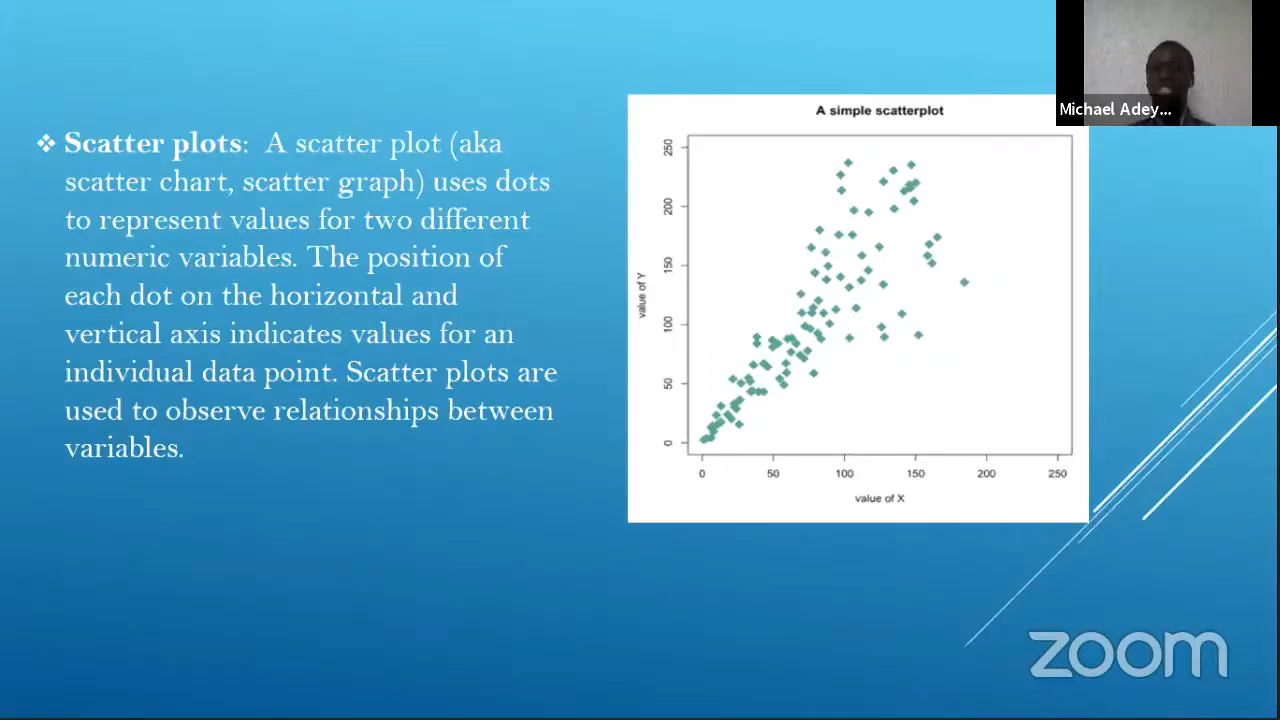 Michael Adey...
❖ Scatter plots: A scatter plot (aka
scatter chart, scatter graph) uses dots
to represent values for two different
numeric variables. The position of
each dot on the horizontal and
vertical axis indicates values for an
individual data point. Scatter plots are
used to observe relationships between
variables.
A simple scatterplot
value of Y
250
200
150
100
50
0
0 50 100 150 200 250
value of X
zoom